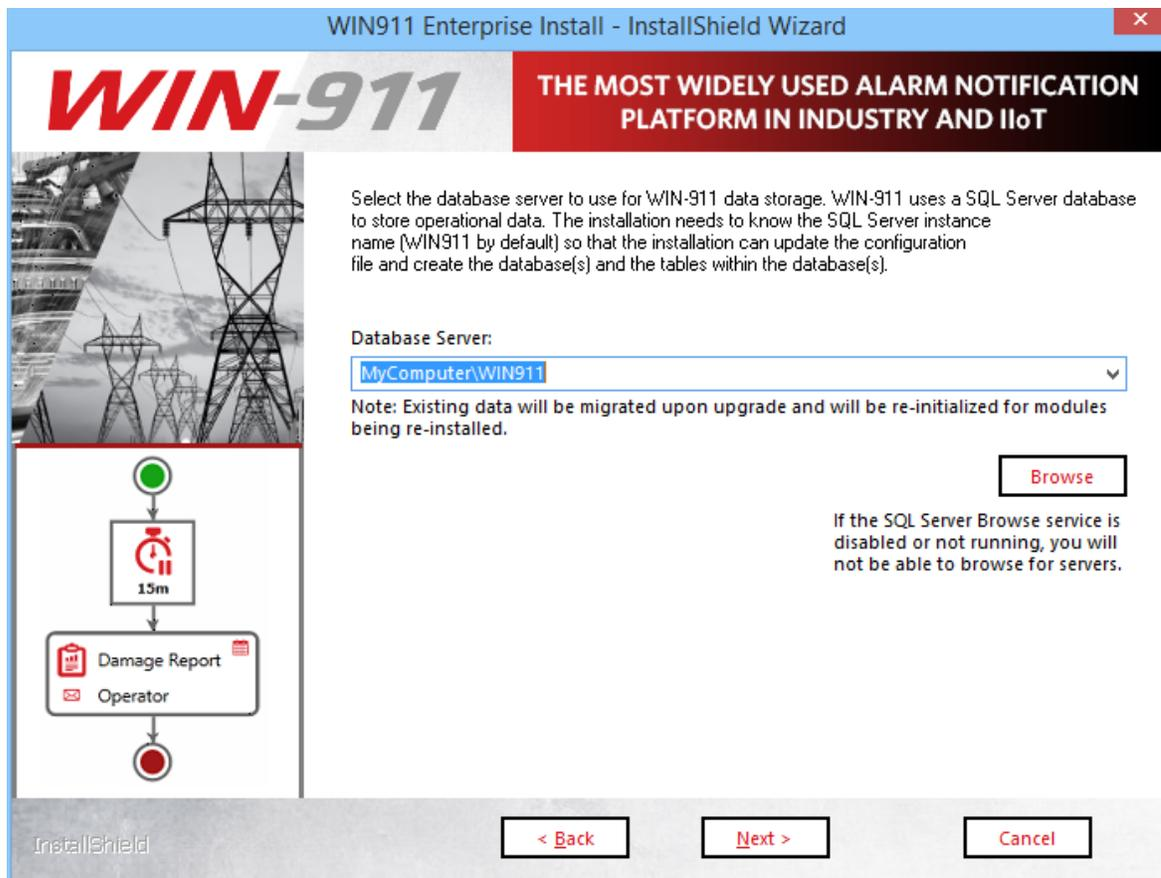 WIN911 Enterprise Install - InstallShield Wizard
WIN-911
THE MOST WIDELY USED ALARM NOTIFICATION
PLATFORM IN INDUSTRY AND IIoT
Select the database server to use for WIN-911 data storage. WIN-911 uses a SQL Server database
to store operational data. The installation needs to know the SQL Server instance
name (WIN911 by default) so that the installation can update the configuration
file and create the database(s) and the tables within the database(s).
Database Server:
MyComputer\WIN911
Note: Existing data will be migrated upon upgrade and will be re-initialized for modules
being re-installed.
Browse
If the SQL Server Browse service is
disabled or not running, you will
not be able to browse for servers.
15m
Damage Report
Operator
InstallShield
< Back
Next >
Cancel